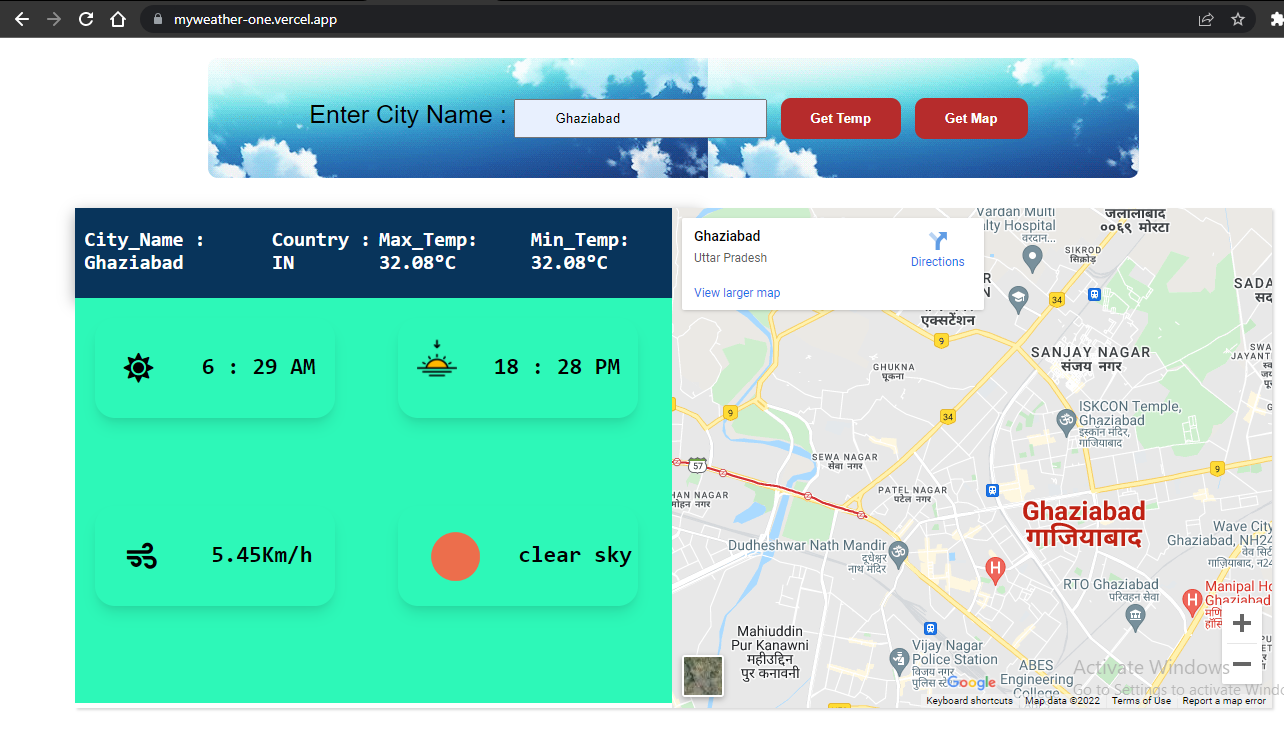 myweather-one.vercel.app
Enter City Name :
Ghaziabad
Get Temp
Get Map
City_Name :
Ghaziabad
Country :
IN
Max_Temp:
32.08°C
Min_Temp:
32.08°C
6 : 29 AM
18 : 28 PM
5.45Km/h
clear sky
Ghaziabad
Uttar Pradesh
Directions
View larger map
Vardan Multi
lty Hospital
वरदान...
जलालाबाद
००६९ मोरटा
SIKROD
सिक्रोड़
34
N
एक्सटेंशन
9
SANJAY NAGAR
संजय नगर
GHUKNA
घूकना
9
34
ISKCON Temple,
Ghaziabad
इस्कॉन मंदिर,
गाजियाबाद
SEWA NAGAR
सेवा नगर
57
9
PATEL NAGAR
पटेल नगर
HAN NAGAR
मोहन नगर
Ghaziabad
गाजियाबाद
Wave City
Ghaziabad, NH24
Dudheshwar Nath Mandir
दूधेश्वर
नाथ मंदिर
H
RTO Ghaziabad
परिवहन सेवा
Manipal Ho
Ghaziabad
H
Mahiuddin
Pur Kanawni
महीउद्दिन
पुर कनावनी
Vijay Nagar
Police Station
विजय नगर
पुलिस स्टे
ABES
Engineering
College
Google
Activate Windows
Go to Settings to activate Windo
Keyboard shortcuts
Map data ©2022
Terms of Use
Report a map error